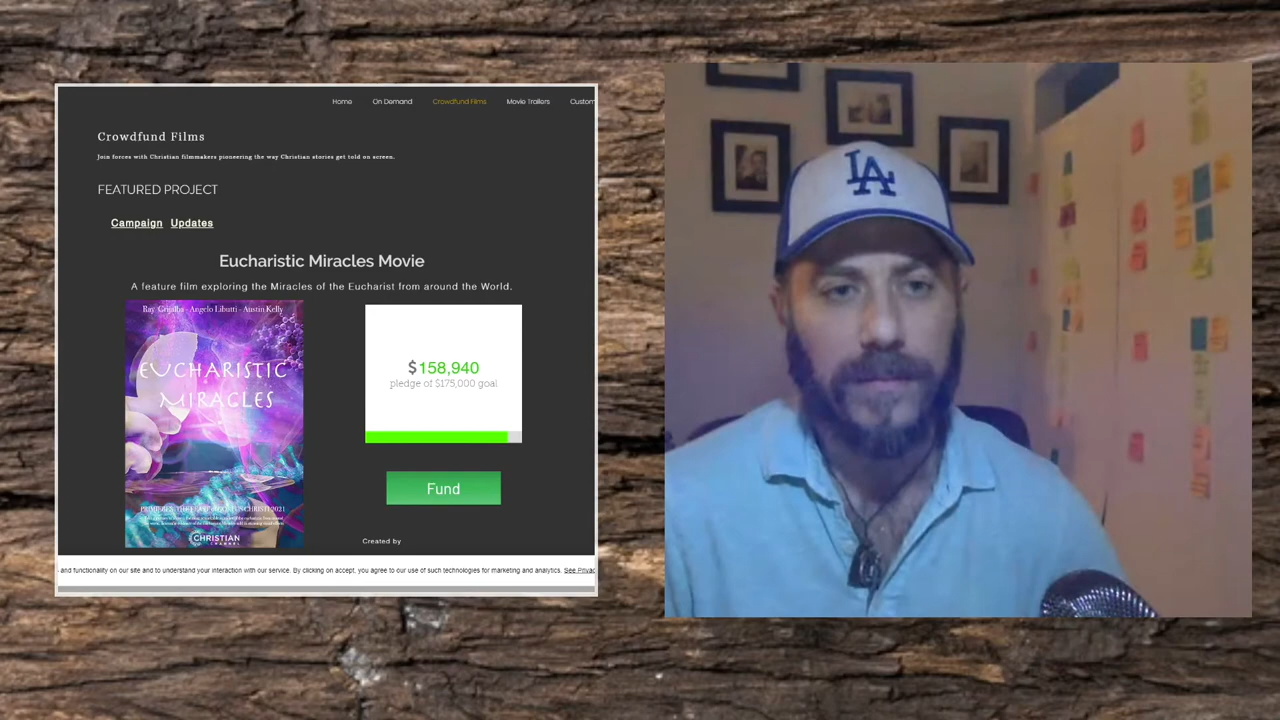 Home On Demand Crowdfund Films Movie Trailers Custom
Crowdfund Films
Join forces with Christian filmmakers pioneering the way Christian stories get told on screen.
FEATURED PROJECT
Campaign Updates
Eucharistic Miracles Movie
A feature film exploring the Miracles of the Eucharist from around the World.
Ray Grijalba - Angelo Libutti - Austin Kelly
EUCHARISTIC
MIRACLES
CHRISTIAN
CHANNEL
$158,940
pledge of $175,000 goal
Fund
Created by
and functionality on our site and to understand your interaction with our service. By clicking on accept, you agree to our use of such technologies for marketing and analytics. See Privac
LA